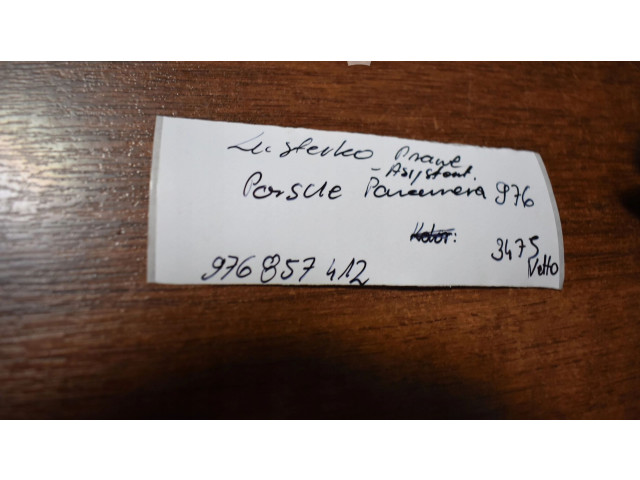 Lusterko Prawe
- Asystent.
Porsche Panamera 976
Kolor:
3475
Netto
976 857 412